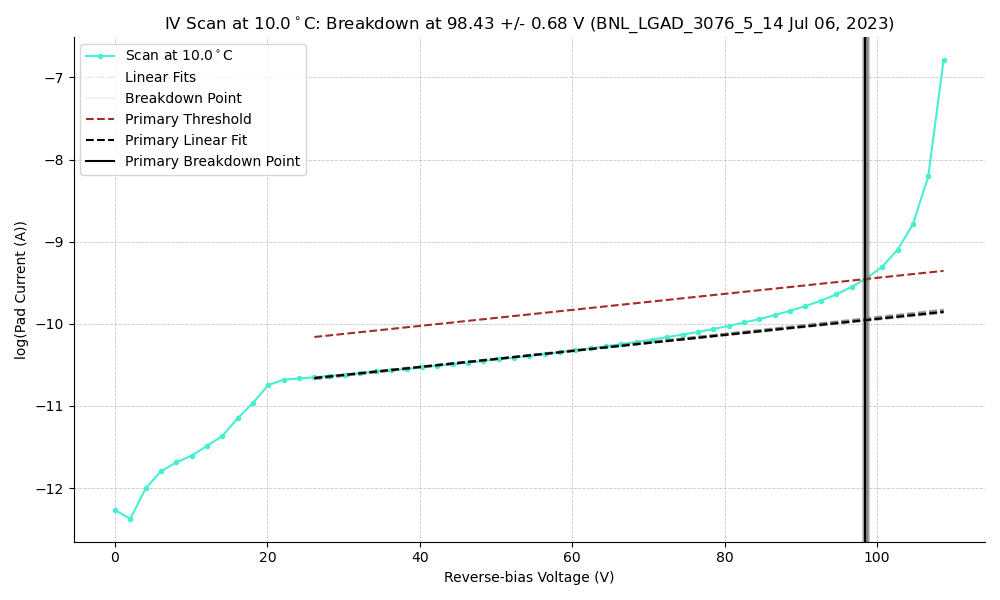 IV Scan at 10.0°C: Breakdown at 98.43 +/- 0.68 V (BNL_LGAD_3076_5_14 Jul 06, 2023)
Scan at 10.0°C
Linear Fits
Breakdown Point
Primary Threshold
Primary Linear Fit
Primary Breakdown Point
log(Pad Current (A))
−7
−8
−9
−10
−11
−12
0
20
40
60
80
100
Reverse-bias Voltage (V)